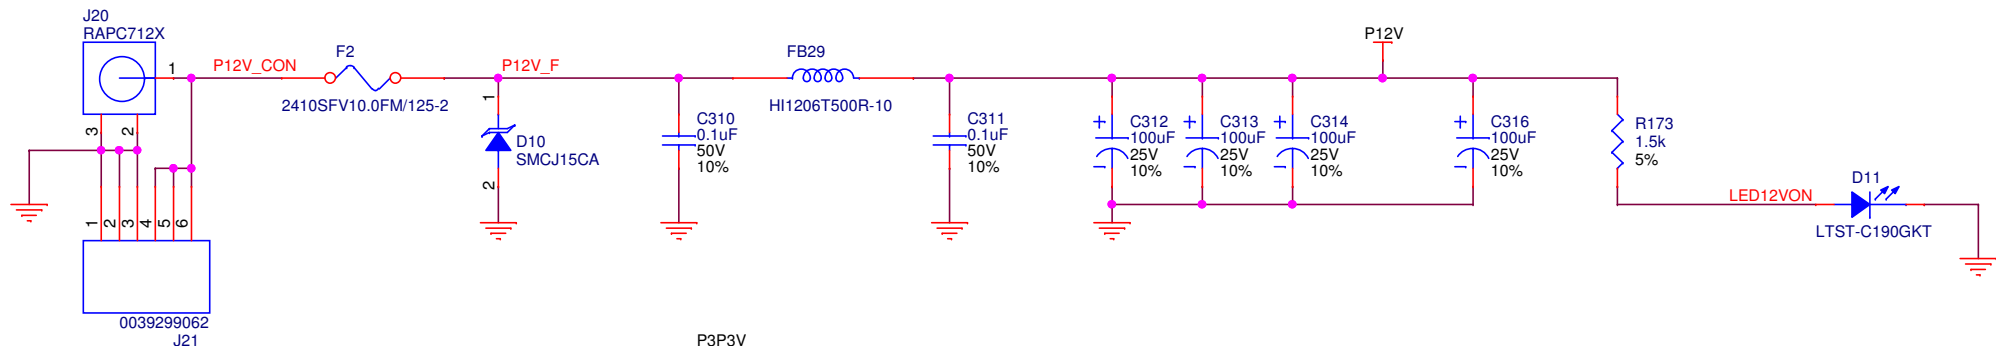 J20
RAPC712X
1
3
2
P12V_CON
F2
2410SFV10.0FM/125-2
P12V_F
1
D10
SMCJ15CA
2
C310
0.1uF
50V
10%
FB29
HI1206T500R-10
C311
0.1uF
50V
10%
C312
100uF
25V
10%
C313
100uF
25V
10%
C314
100uF
25V
10%
P12V
C316
100uF
25V
10%
R173
1.5k
5%
LED12VON
D11
LTST-C190GKT
1
2
3
4
5
6
0039299062
J21
P3P3V